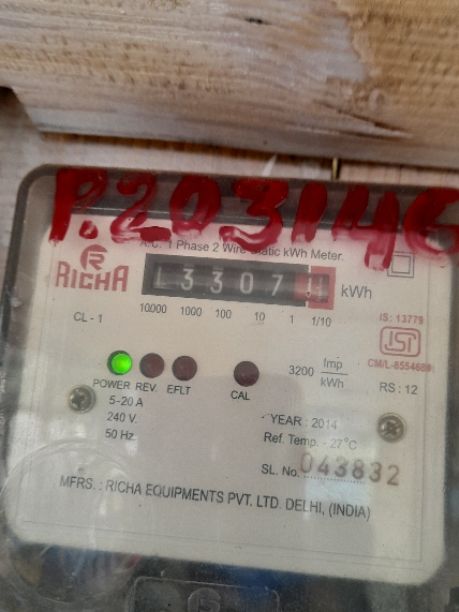 P.203146
A.C. 1 Phase 2 Wire Static kWh Meter.
R
RICHA
3307
kWh
10000 1000 100 10 1 1/10
CL - 1
IS : 13779
ISI
3200 Imp/kWh
RS : 12
POWER REV. EFLT CAL
5-20 A
240 V.
50 Hz.
YEAR : 2014
Ref. Temp. - 27°C
SL. No. 043832
MFRS. : RICHA EQUIPMENTS PVT. LTD. DELHI, (INDIA)